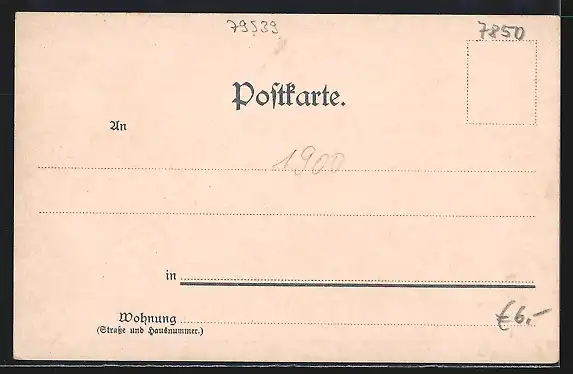 79539
7850
Postkarte.
An
1900
in
Wohnung
(Straße und Hausnummer.)
€6,-